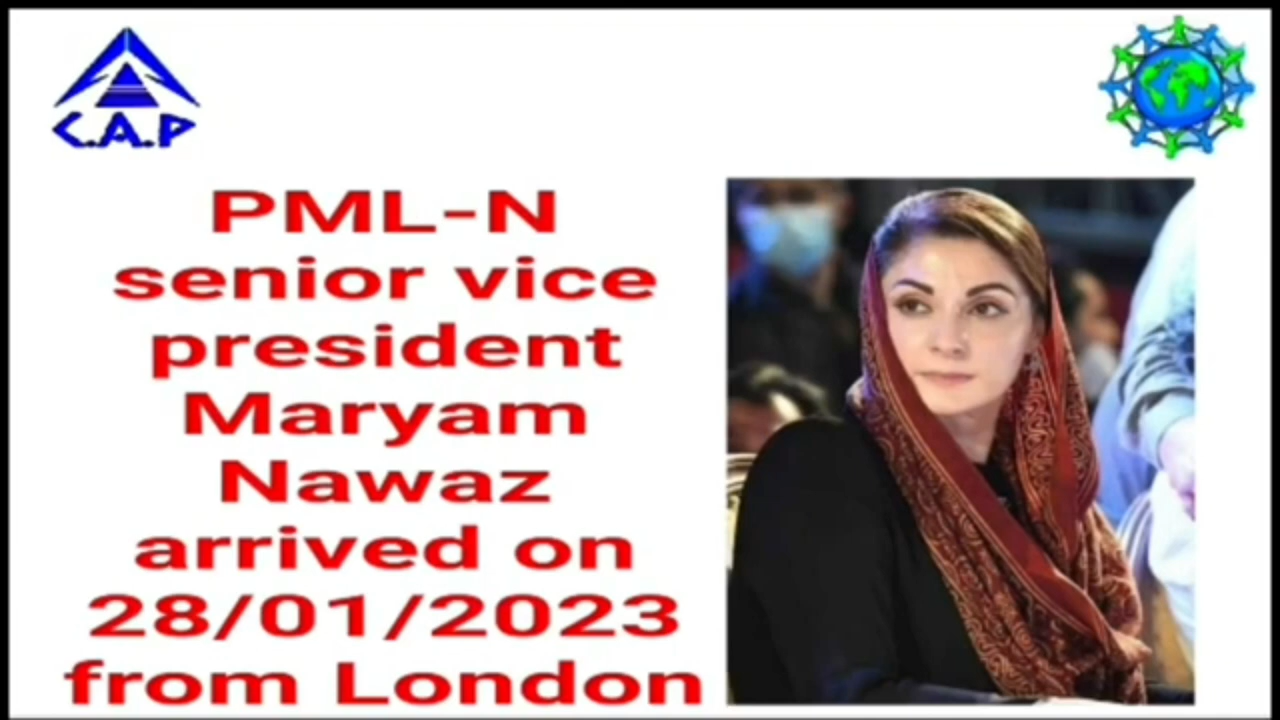 C.A.P
PML-N
senior vice
president
Maryam
Nawaz
arrived on
28/01/2023
from London